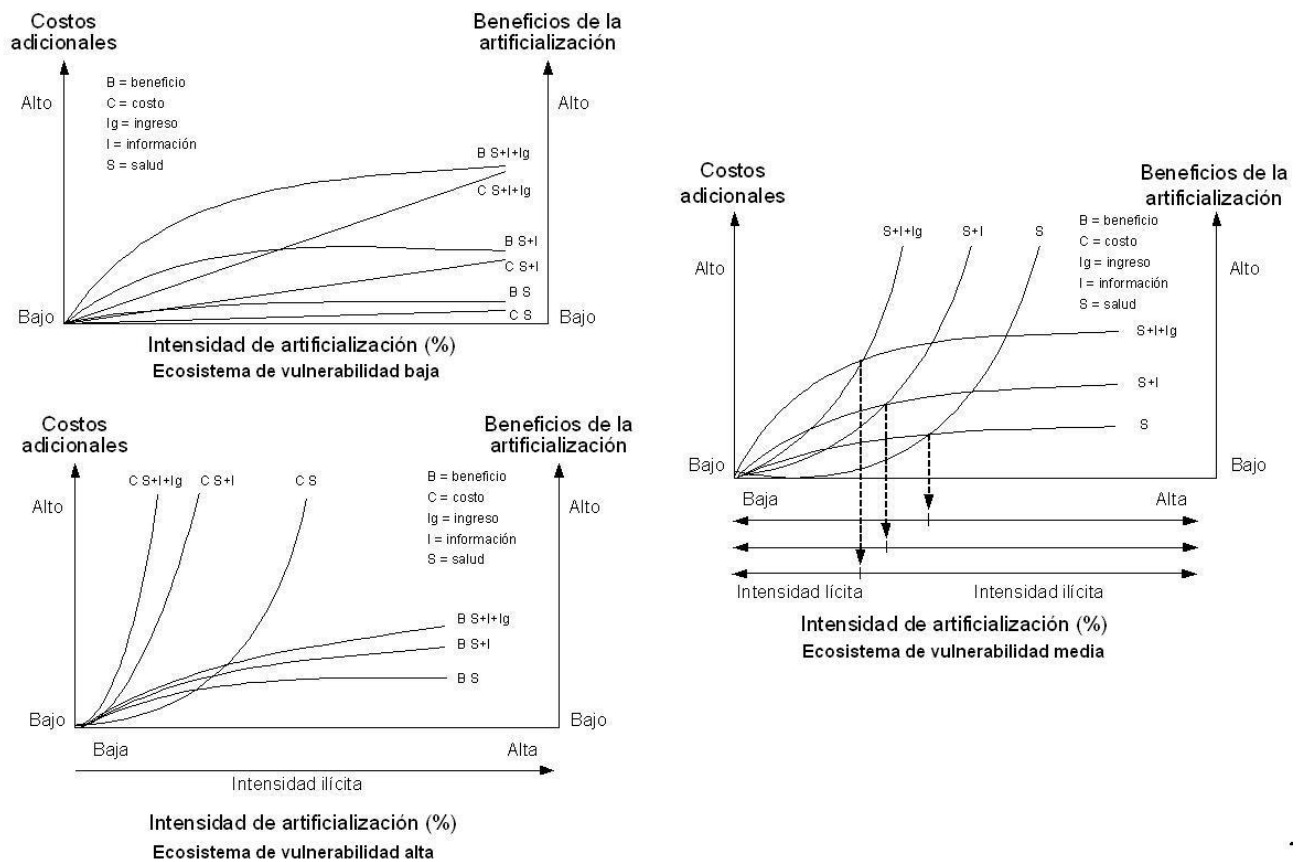 Costos
adicionales
Beneficios de la
artificialización
B = beneficio
C = costo
Ig = ingreso
I = información
S = salud
Alto
Alto
B S+I+Ig
C S+I+Ig
B S+I
C S+I
B S
C S
Bajo
Bajo
Intensidad de artificialización (%)
Ecosistema de vulnerabilidad baja
Costos
adicionales
Beneficios de la
artificialización
C S+I+Ig
C S+I
C S
B = beneficio
C = costo
Ig = ingreso
I = información
S = salud
Alto
Alto
B S+I+Ig
B S+I
B S
Bajo
Bajo
Baja
Alta
Intensidad ilícita
Intensidad de artificialización (%)
Ecosistema de vulnerabilidad alta
Costos
adicionales
Beneficios de la
artificialización
S+I+Ig
S+I
S
B = beneficio
C = costo
Ig = ingreso
I = información
S = salud
Alto
Alto
S+I+Ig
S+I
S
Bajo
Bajo
Baja
Alta
Intensidad lícita
Intensidad ilícita
Intensidad de artificialización (%)
Ecosistema de vulnerabilidad media